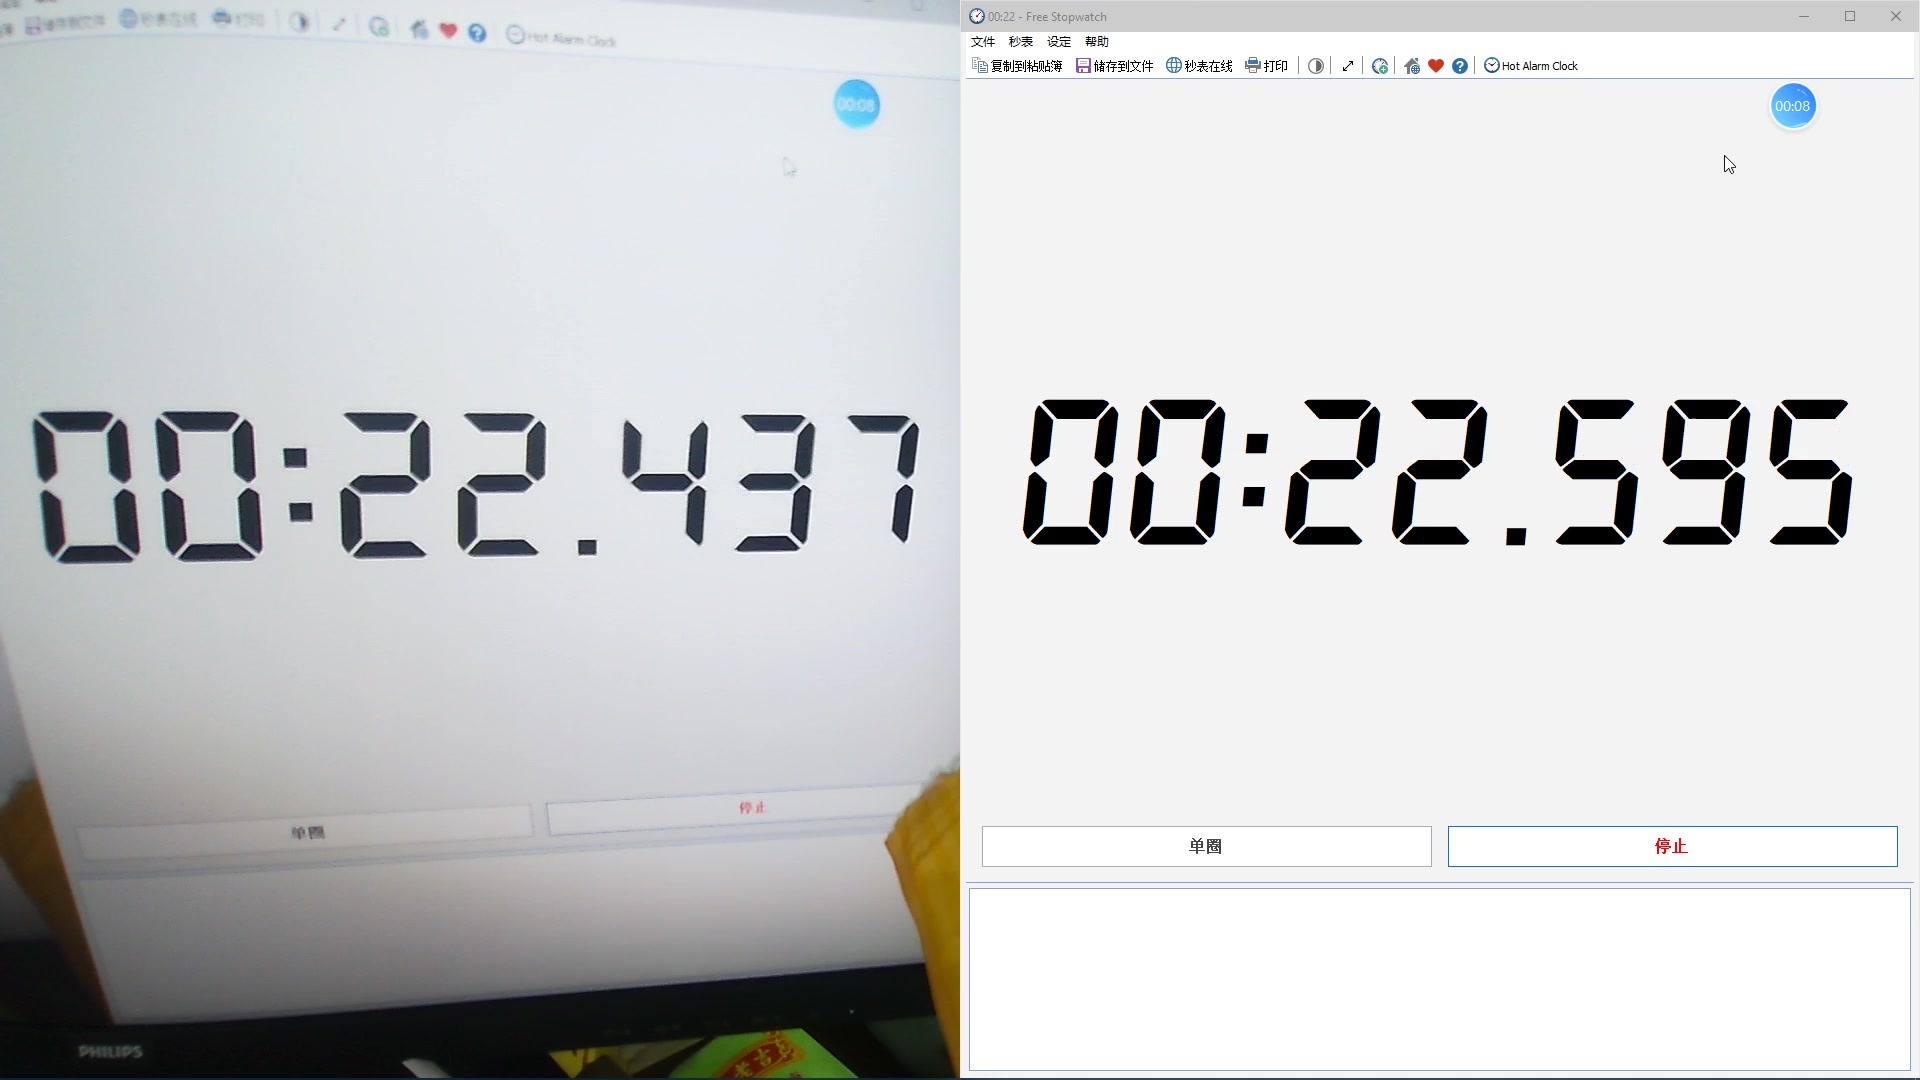 储存到文件 秒表在线 打印 Hot Alarm Clock
00:08
00:22.437
单圈 停止
PHILIPS
00:22 - Free Stopwatch
文件 秒表 设定 帮助
复制到粘贴簿 储存到文件 秒表在线 打印 Hot Alarm Clock
00:08
00:22.595
单圈 停止